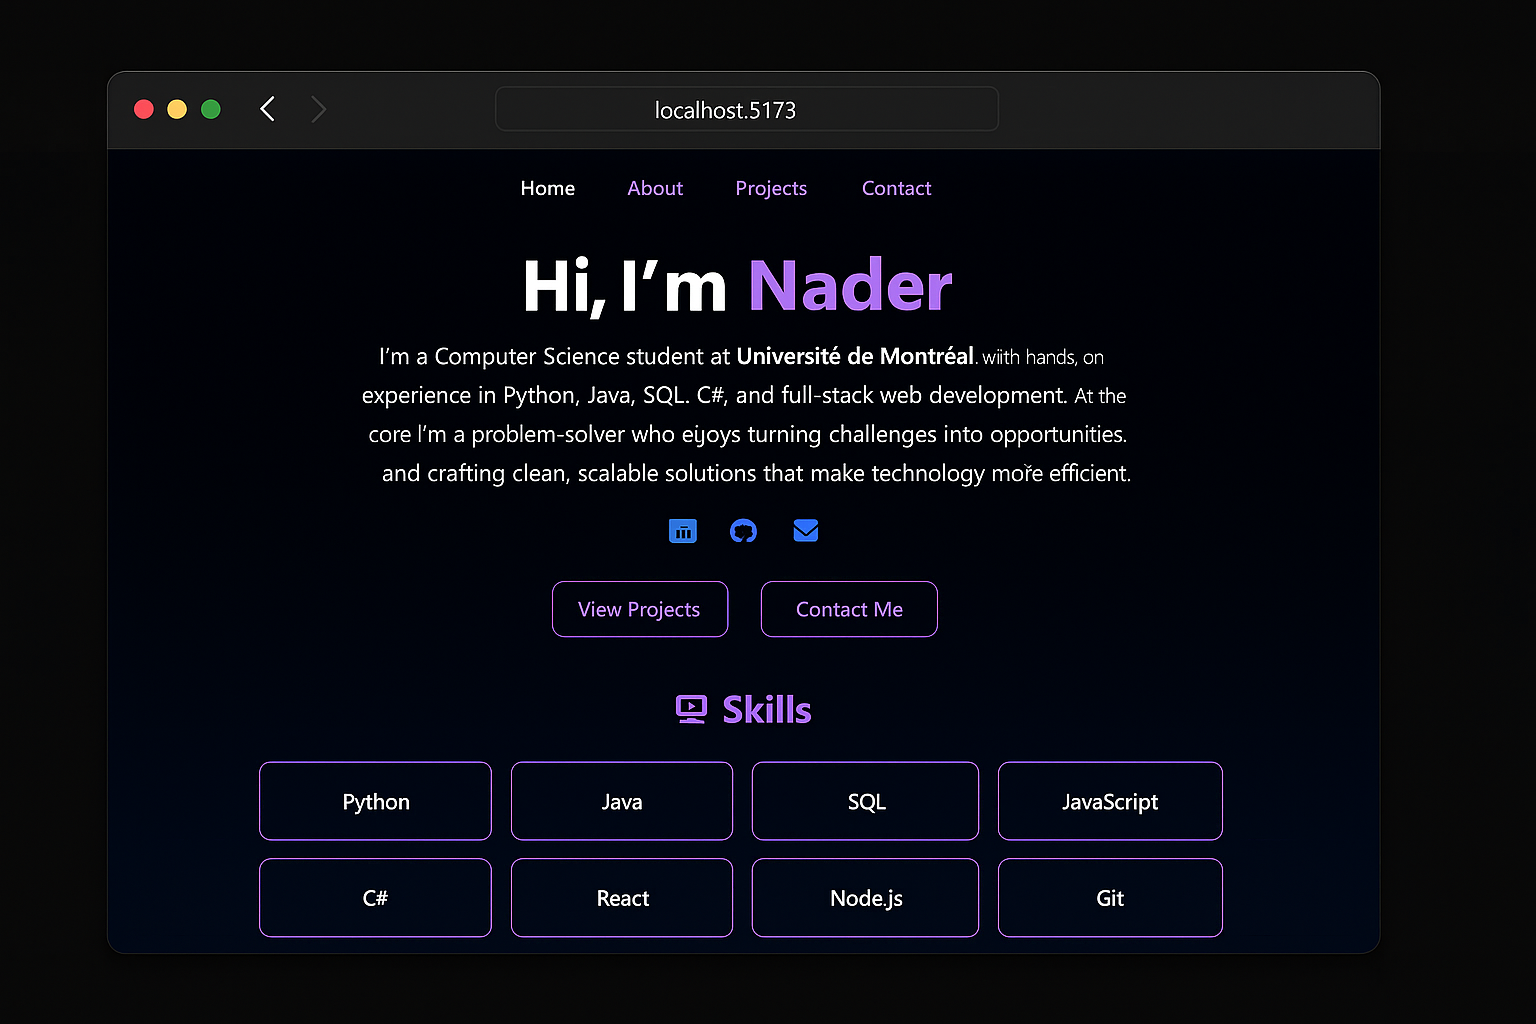 localhost.5173
Home About Projects Contact
Hi, I’m Nader
I’m a Computer Science student at Université de Montréal. wiith hands, on
experience in Python, Java, SQL. C#, and full-stack web development. At the
core I’m a problem-solver who eijoys turning challenges into opportunities.
and crafting clean, scalable solutions that make technology more efficient.
View Projects Contact Me
Skills
Python Java SQL JavaScript
C# React Node.js Git